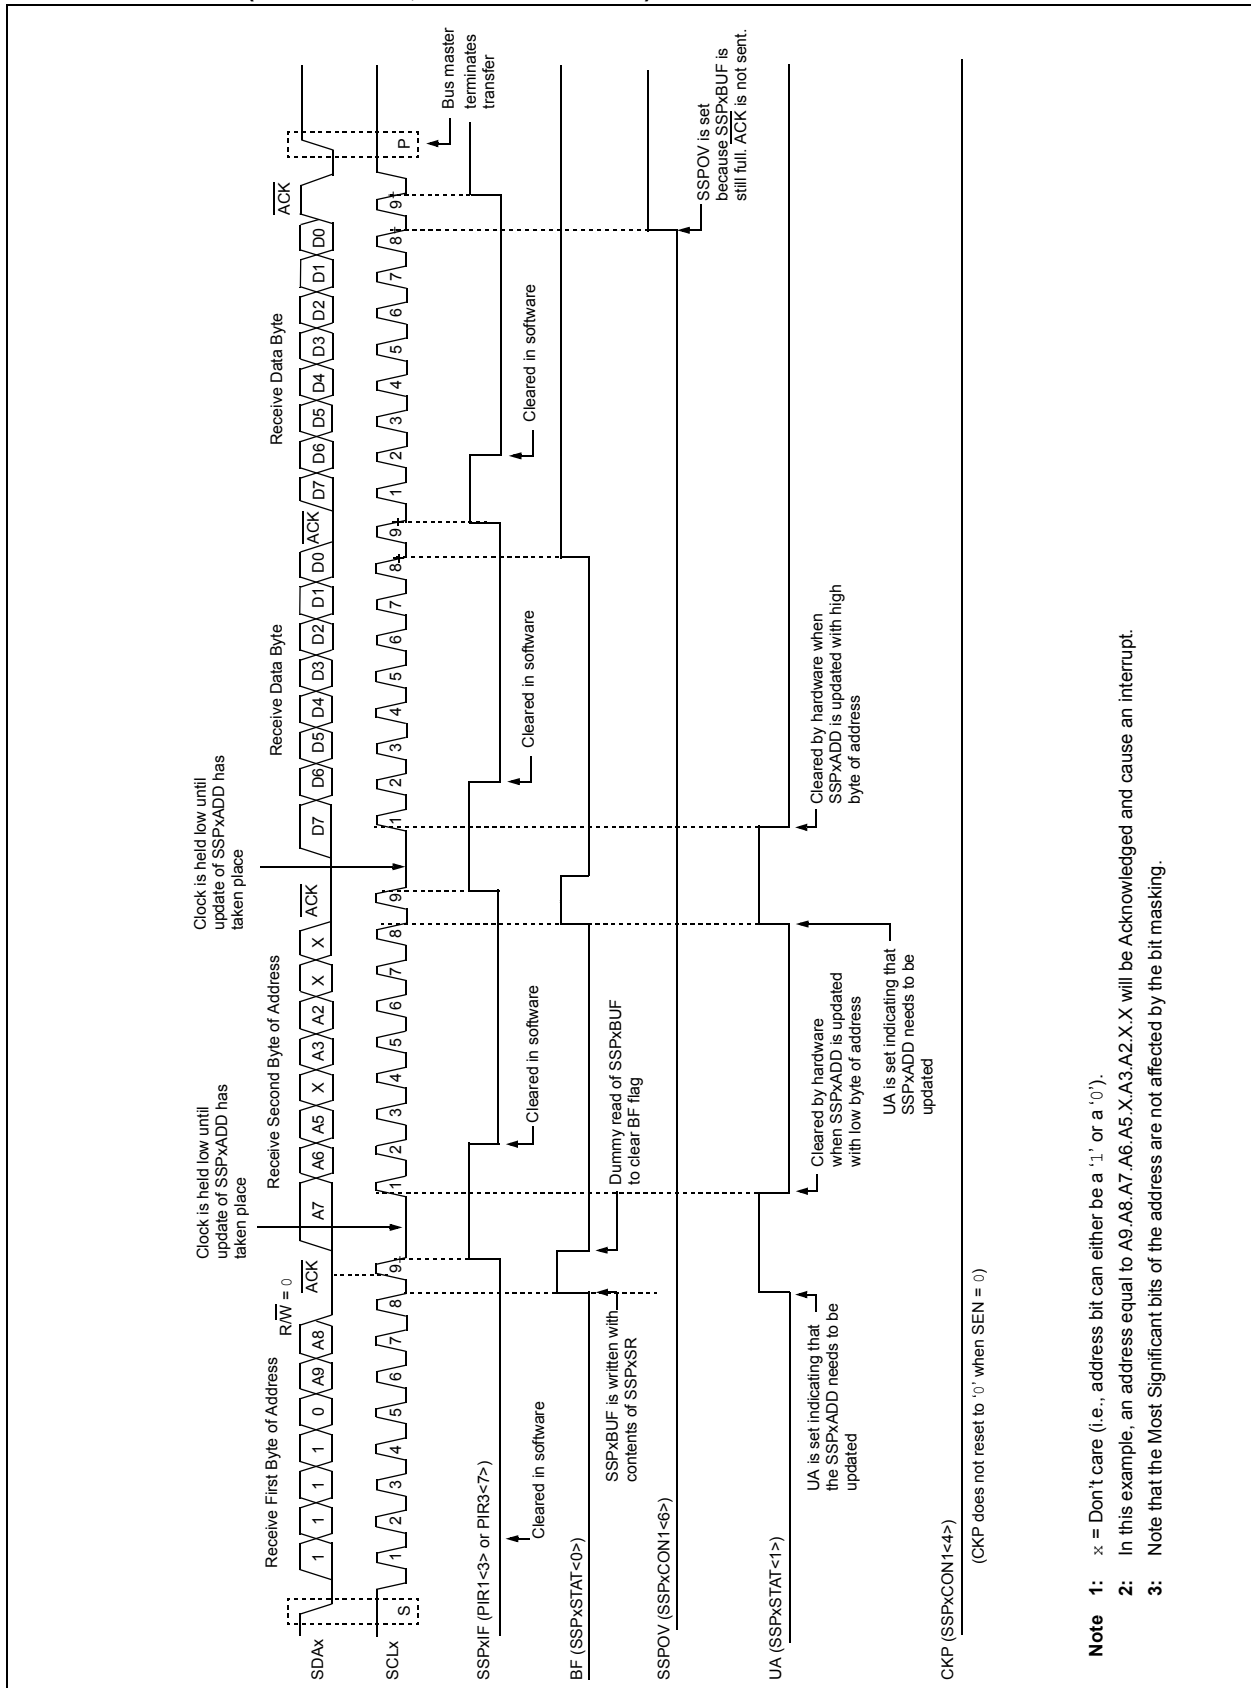 Receive First Byte of Address
R/W = 0
ACK
Clock is held low until
update of SSPxADD has
taken place
Receive Second Byte of Address
ACK
Clock is held low until
update of SSPxADD has
taken place
Receive Data Byte
ACK
Receive Data Byte
ACK
SDAx
1 1 1 1 0 A9 A8 A7 A6 A5 X A3 A2 X X D7 D6 D5 D4 D3 D2 D1 D0 D7 D6 D5 D4 D3 D2 D1 D0
SCLx
S 1 2 3 4 5 6 7 8 9 1 2 3 4 5 6 7 8 9 1 2 3 4 5 6 7 8 9 1 2 3 4 5 6 7 8 9 P
Bus master
terminates
transfer
SSPxIF (PIR1<3> or PIR3<7>)
Cleared in software
Cleared in software
Cleared in software
Cleared in software
BF (SSPxSTAT<0>)
SSPxBUF is written with
contents of SSPxSR
Dummy read of SSPxBUF
to clear BF flag
SSPOV (SSPxCON1<6>)
SSPOV is set
because SSPxBUF is
still full. ACK is not sent.
UA (SSPxSTAT<1>)
UA is set indicating that
the SSPxADD needs to be
updated
Cleared by hardware
when SSPxADD is updated
with low byte of address
UA is set indicating that
SSPxADD needs to be
updated
Cleared by hardware when
SSPxADD is updated with high
byte of address
CKP (SSPxCON1<4>)
(CKP does not reset to ‘0’ when SEN = 0)
Note 1: x = Don't care (i.e., address bit can either be a ‘1’ or a ‘0’).
2: In this example, an address equal to A9.A8.A7.A6.A5.X.A3.A2.X.X will be Acknowledged and cause an interrupt.
3: Note that the Most Significant bits of the address are not affected by the bit masking.